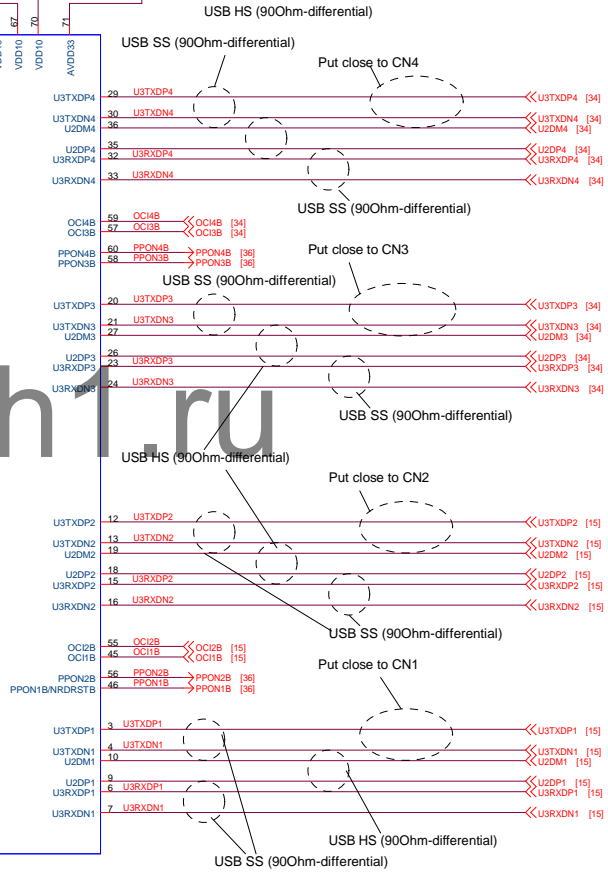 USB HS (90Ohm-differential)
67
70
71
VDD10
VDD10
VDD10
AVDD33
USB SS (90Ohm-differential)
Put close to CN4
U3TXDP4 29 U3TXDP4 U3TXDP4 [34]
U3TXDN4 30 U3TXDN4 U3TXDN4 [34]
U2DM4 36 U2DM4 [34]
U2DP4 35 U2DP4 [34]
U3RXDP4 32 U3RXDP4 U3RXDP4 [34]
U3RXDN4 33 U3RXDN4 U3RXDN4 [34]
USB SS (90Ohm-differential)
OCI4B 59 OCI4B OCI4B [34]
OCI3B 57 OCI3B OCI3B [34]
PPON4B 60 PPON4B PPON4B [36]
PPON3B 58 PPON3B PPON3B [36]
Put close to CN3
USB SS (90Ohm-differential)
U3TXDP3 20 U3TXDP3 U3TXDP3 [34]
U3TXDN3 21 U3TXDN3 U3TXDN3 [34]
U2DM3 27 U2DM3 [34]
U2DP3 26 U2DP3 [34]
U3RXDP3 23 U3RXDP3 U3RXDP3 [34]
U3RXDN3 24 U3RXDN3 U3RXDN3 [34]
h1.ru
USB SS (90Ohm-differential)
USB HS (90Ohm-differential)
Put close to CN2
U3TXDP2 12 U3TXDP2 U3TXDP2 [15]
U3TXDN2 13 U3TXDN2 U3TXDN2 [15]
U2DM2 19 U2DM2 [15]
U2DP2 18 U2DP2 [15]
U3RXDP2 15 U3RXDP2 U3RXDP2 [15]
U3RXDN2 16 U3RXDN2 U3RXDN2 [15]
USB SS (90Ohm-differential)
OCI2B 55 OCI2B OCI2B [15]
OCI1B 45 OCI1B OCI1B [15]
Put close to CN1
PPON2B 56 PPON2B PPON2B [36]
PPON1B/NRDRSTB 46 PPON1B PPON1B [36]
U3TXDP1 3 U3TXDP1 U3TXDP1 [15]
U3TXDN1 4 U3TXDN1 U3TXDN1 [15]
U2DM1 10 U2DM1 [15]
U2DP1 9 U2DP1 [15]
U3RXDP1 6 U3RXDP1 U3RXDP1 [15]
U3RXDN1 7 U3RXDN1 U3RXDN1 [15]
USB HS (90Ohm-differential)
USB SS (90Ohm-differential)